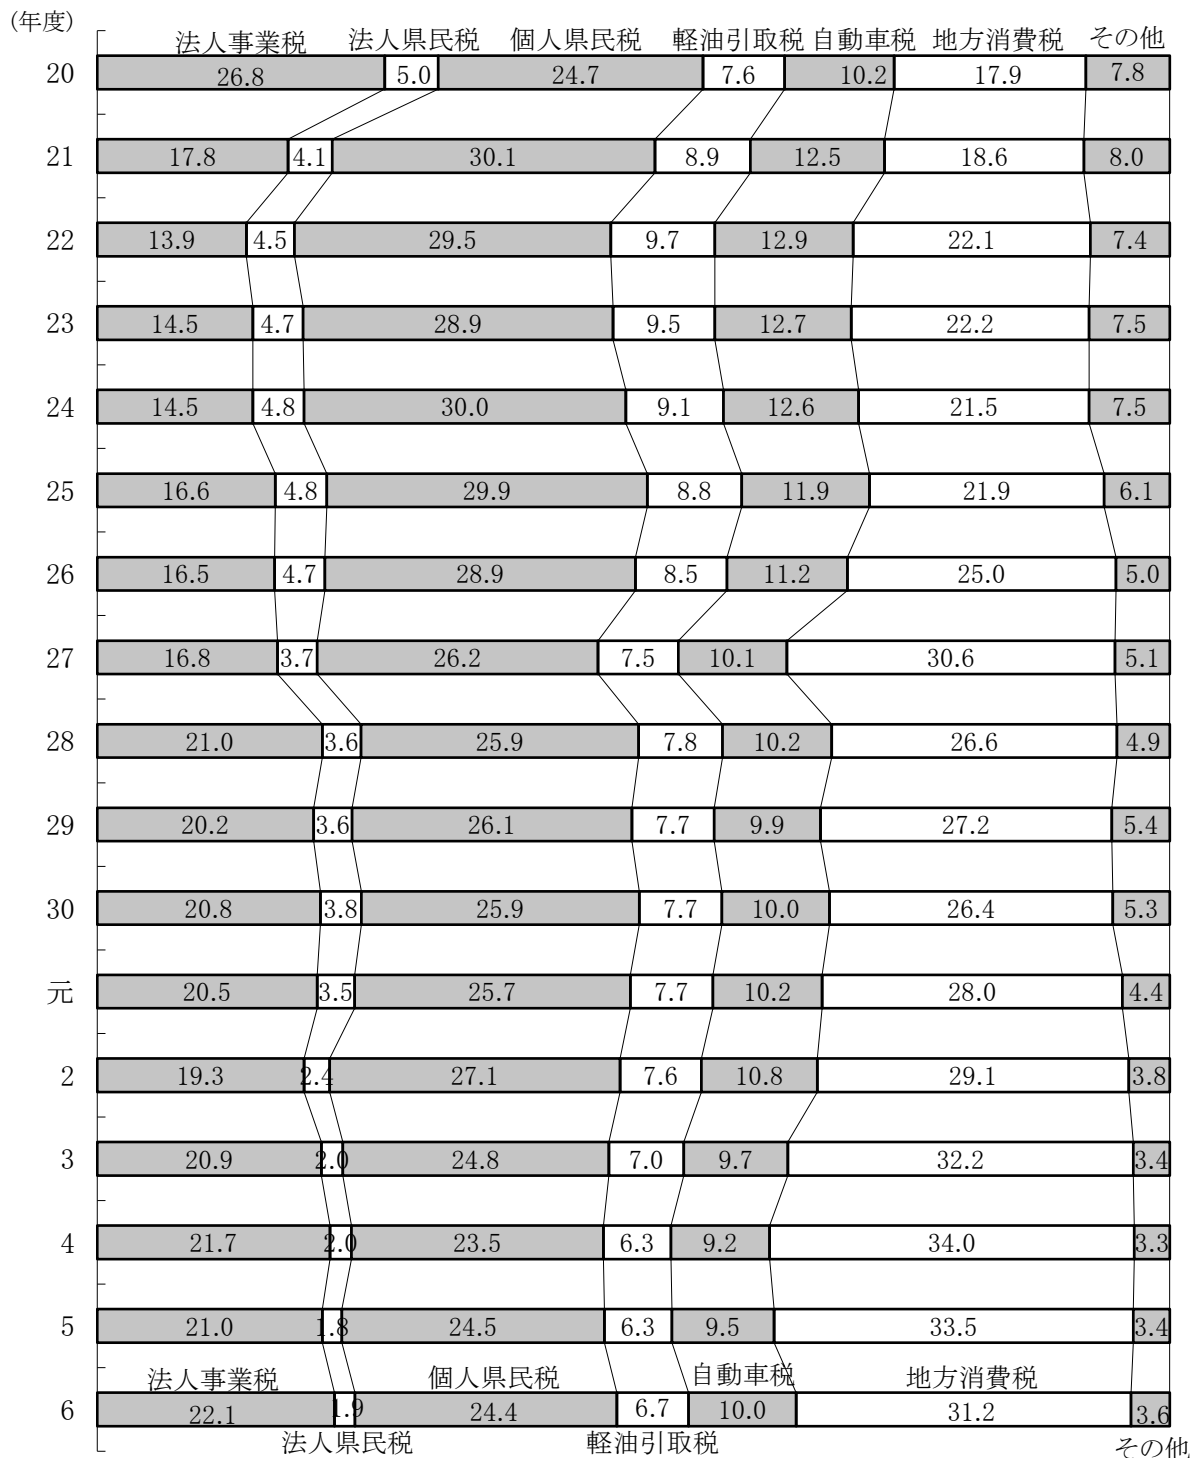 (年度)
法人事業税 法人県民税 個人県民税 軽油引取税 自動車税 地方消費税 その他
20 26.8 5.0 24.7 7.6 10.2 17.9 7.8
21 17.8 4.1 30.1 8.9 12.5 18.6 8.0
22 13.9 4.5 29.5 9.7 12.9 22.1 7.4
23 14.5 4.7 28.9 9.5 12.7 22.2 7.5
24 14.5 4.8 30.0 9.1 12.6 21.5 7.5
25 16.6 4.8 29.9 8.8 11.9 21.9 6.1
26 16.5 4.7 28.9 8.5 11.2 25.0 5.0
27 16.8 3.7 26.2 7.5 10.1 30.6 5.1
28 21.0 3.6 25.9 7.8 10.2 26.6 4.9
29 20.2 3.6 26.1 7.7 9.9 27.2 5.4
30 20.8 3.8 25.9 7.7 10.0 26.4 5.3
元 20.5 3.5 25.7 7.7 10.2 28.0 4.4
2 19.3 2.4 27.1 7.6 10.8 29.1 3.8
3 20.9 2.0 24.8 7.0 9.7 32.2 3.4
4 21.7 2.0 23.5 6.3 9.2 34.0 3.3
5 21.0 1.8 24.5 6.3 9.5 33.5 3.4
法人事業税 個人県民税 自動車税 地方消費税
6 22.1 1.9 24.4 6.7 10.0 31.2 3.6
法人県民税 軽油引取税 その他